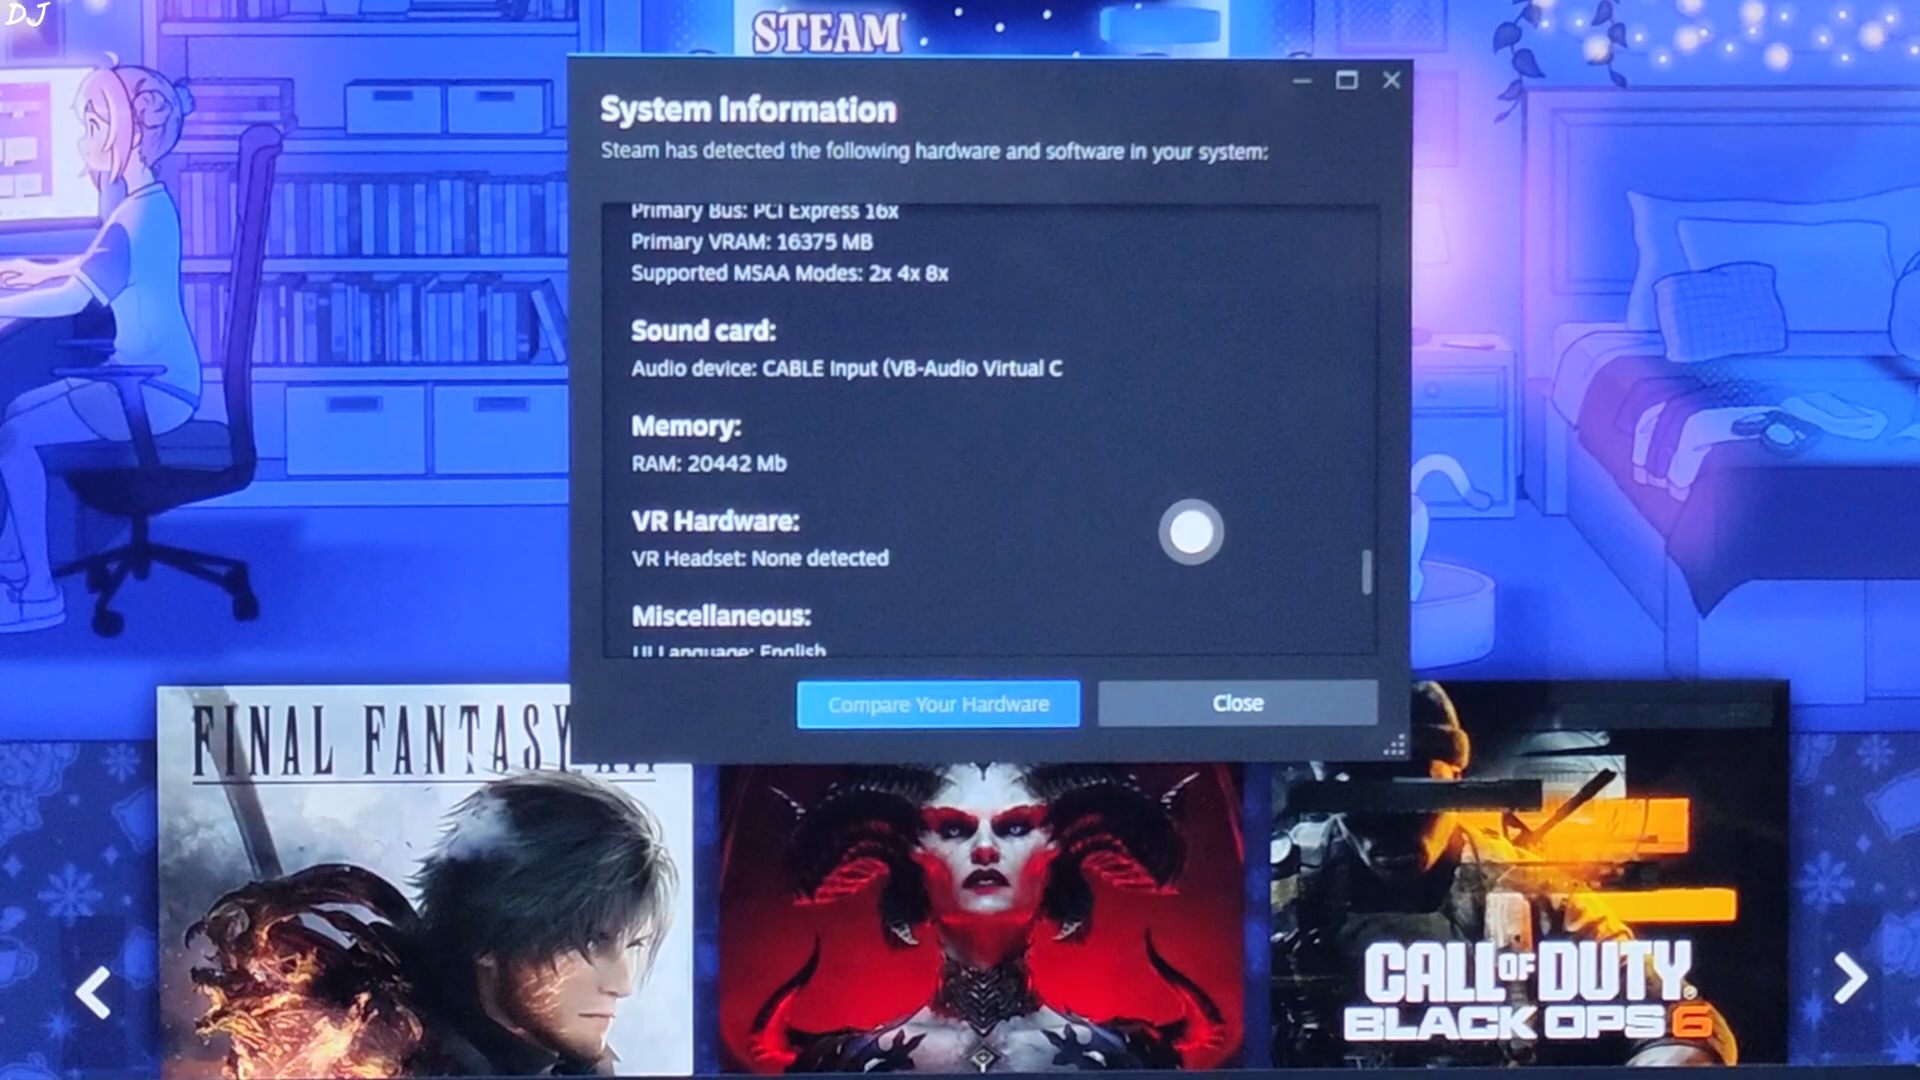 DJ
STEAM
System Information
Steam has detected the following hardware and software in your system:
Primary Bus: PCI Express 16x
Primary VRAM: 16375 MB
Supported MSAA Modes: 2x 4x 8x
Sound card:
Audio device: CABLE Input (VB-Audio Virtual C
Memory:
RAM: 20442 Mb
VR Hardware:
VR Headset: None detected
Miscellaneous:
UI Language: English
Compare Your Hardware
Close
FINAL FANTASY
CALL OF DUTY
BLACK OPS 6